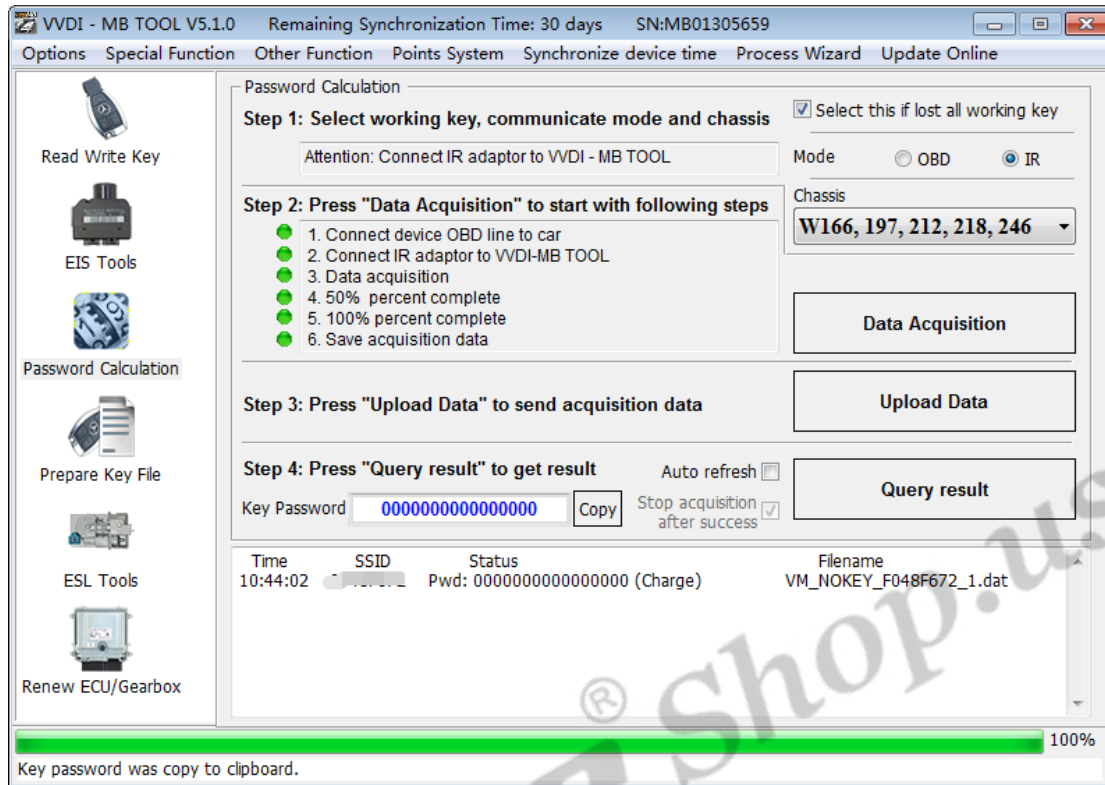 VVDI - MB TOOL V5.1.0 Remaining Synchronization Time: 30 days SN:MB01305659
Options Special Function Other Function Points System Synchronize device time Process Wizard Update Online
Read Write Key
EIS Tools
Password Calculation
Prepare Key File
ESL Tools
Renew ECU/Gearbox
Password Calculation
Step 1: Select working key, communicate mode and chassis
Select this if lost all working key
Attention: Connect IR adaptor to VVDI - MB TOOL
Mode OBD IR
Chassis
W166, 197, 212, 218, 246
Step 2: Press "Data Acquisition" to start with following steps
1. Connect device OBD line to car
2. Connect IR adaptor to VVDI-MB TOOL
3. Data acquisition
4. 50% percent complete
5. 100% percent complete
6. Save acquisition data
Data Acquisition
Step 3: Press "Upload Data" to send acquisition data
Upload Data
Step 4: Press "Query result" to get result
Auto refresh
Query result
Key Password 0000000000000000 Copy
Stop acquisition
after success
Time SSID Status Filename
10:44:02 Pwd: 0000000000000000 (Charge) VM_NOKEY_F048F672_1.dat
® Shop.us
100%
Key password was copy to clipboard.